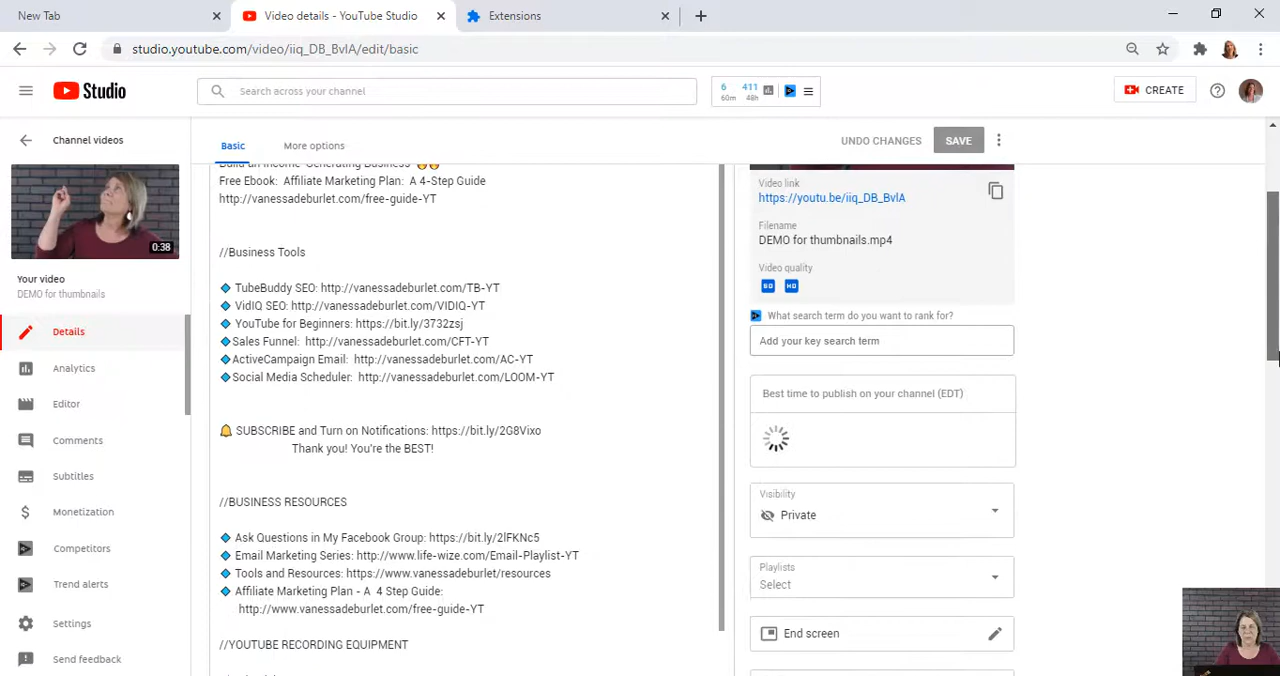 New Tab
Video details - YouTube Studio
Extensions
studio.youtube.com/video/iiq_DB_BvlA/edit/basic
Studio
Search across your channel
6 411
60m 48h
CREATE
Channel videos
Basic
More options
UNDO CHANGES
SAVE
0:38
Your video
DEMO for thumbnails
Details
Analytics
Editor
Comments
Subtitles
Monetization
Competitors
Trend alerts
Settings
Send feedback
Build an Income-Generating Business
Free Ebook: Affiliate Marketing Plan: A 4-Step Guide
http://vanessadeburlet.com/free-guide-YT
//Business Tools
TubeBuddy SEO: http://vanessadeburlet.com/TB-YT
VidIQ SEO: http://vanessadeburlet.com/VIDIQ-YT
YouTube for Beginners: https://bit.ly/3732zsj
Sales Funnel: http://vanessadeburlet.com/CFT-YT
ActiveCampaign Email: http://vanessadeburlet.com/AC-YT
Social Media Scheduler: http://vanessadeburlet.com/LOOM-YT
SUBSCRIBE and Turn on Notifications: https://bit.ly/2G8Vixo
Thank you! You're the BEST!
//BUSINESS RESOURCES
Ask Questions in My Facebook Group: https://bit.ly/2lFKNc5
Email Marketing Series: http://www.life-wize.com/Email-Playlist-YT
Tools and Resources: https://www.vanessadeburlet/resources
Affiliate Marketing Plan - A 4 Step Guide:
http://www.vanessadeburlet.com/free-guide-YT
//YOUTUBE RECORDING EQUIPMENT
Video link
https://youtu.be/iiq_DB_BvlA
Filename
DEMO for thumbnails.mp4
Video quality
SD HD
What search term do you want to rank for?
Add your key search term
Best time to publish on your channel (EDT)
Visibility
Private
Playlists
Select
End screen